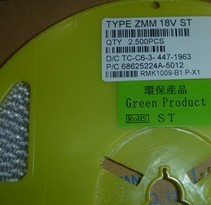 TYPE ZMM 18V ST
QTY 2,500PCS
D/C TC-C6-3- 447-1963
P/C 68625224A-5012
RMK1009-B1 P-X1
環保産品
Green Product
RoHS ST